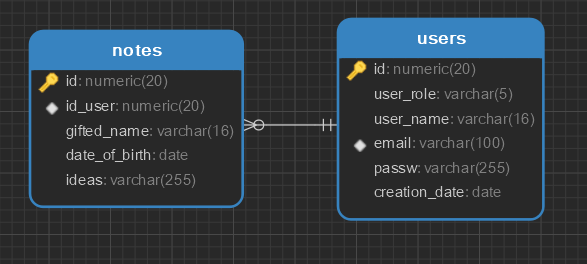 notes
id: numeric(20)
id_user: numeric(20)
gifted_name: varchar(16)
date_of_birth: date
ideas: varchar(255)
users
id: numeric(20)
user_role: varchar(5)
user_name: varchar(16)
email: varchar(100)
passw: varchar(255)
creation_date: date